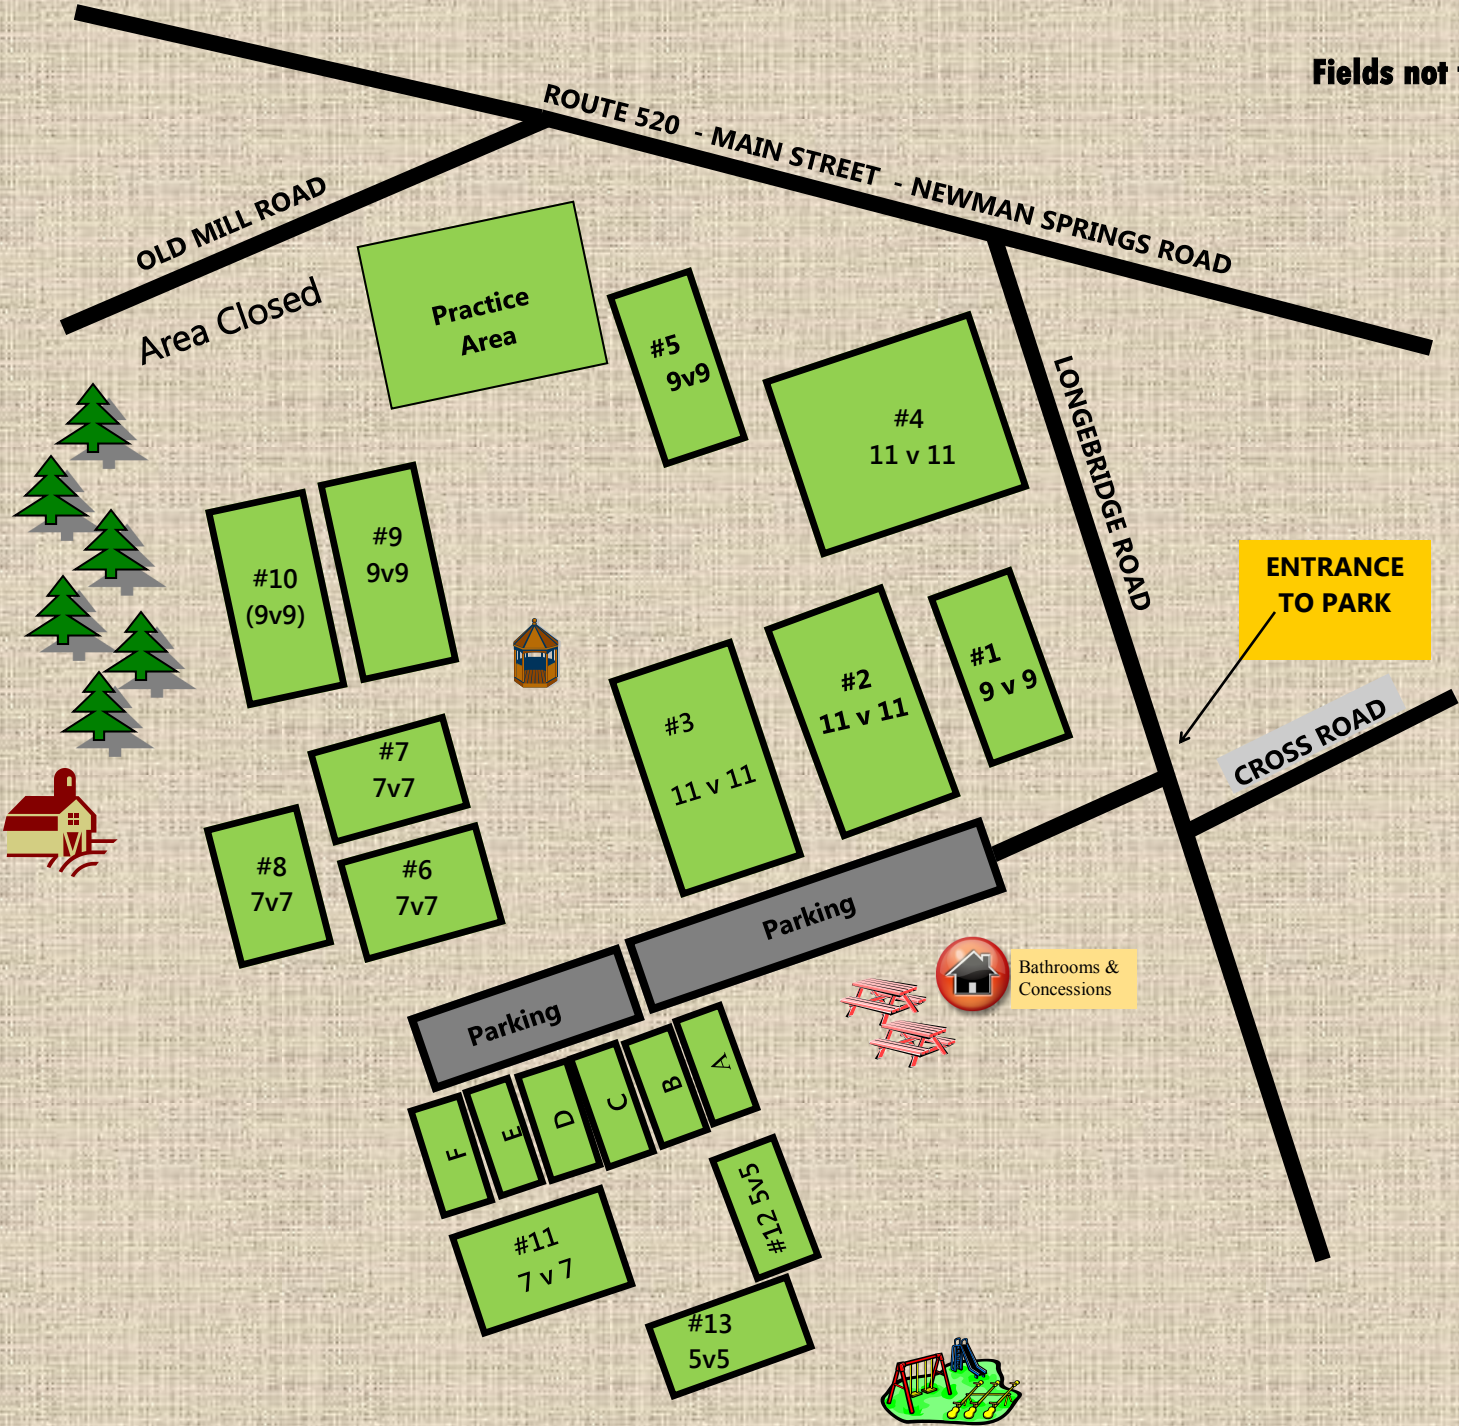 Fields not
ROUTE 520 - MAIN STREET - NEWMAN SPRINGS ROAD
OLD MILL ROAD
Area Closed
Practice
Area
#5
9v9
#4
11 v 11
LONGEBRIDGE ROAD
ENTRANCE
TO PARK
CROSS ROAD
#9
9v9
#10
(9v9)
#1
9 v 9
#2
11 v 11
#3
11 v 11
#7
7v7
#8
7v7
#6
7v7
Parking
Parking
Bathrooms &
Concessions
A
B
C
D
E
F
#12 5v5
#11
7 v 7
#13
5v5